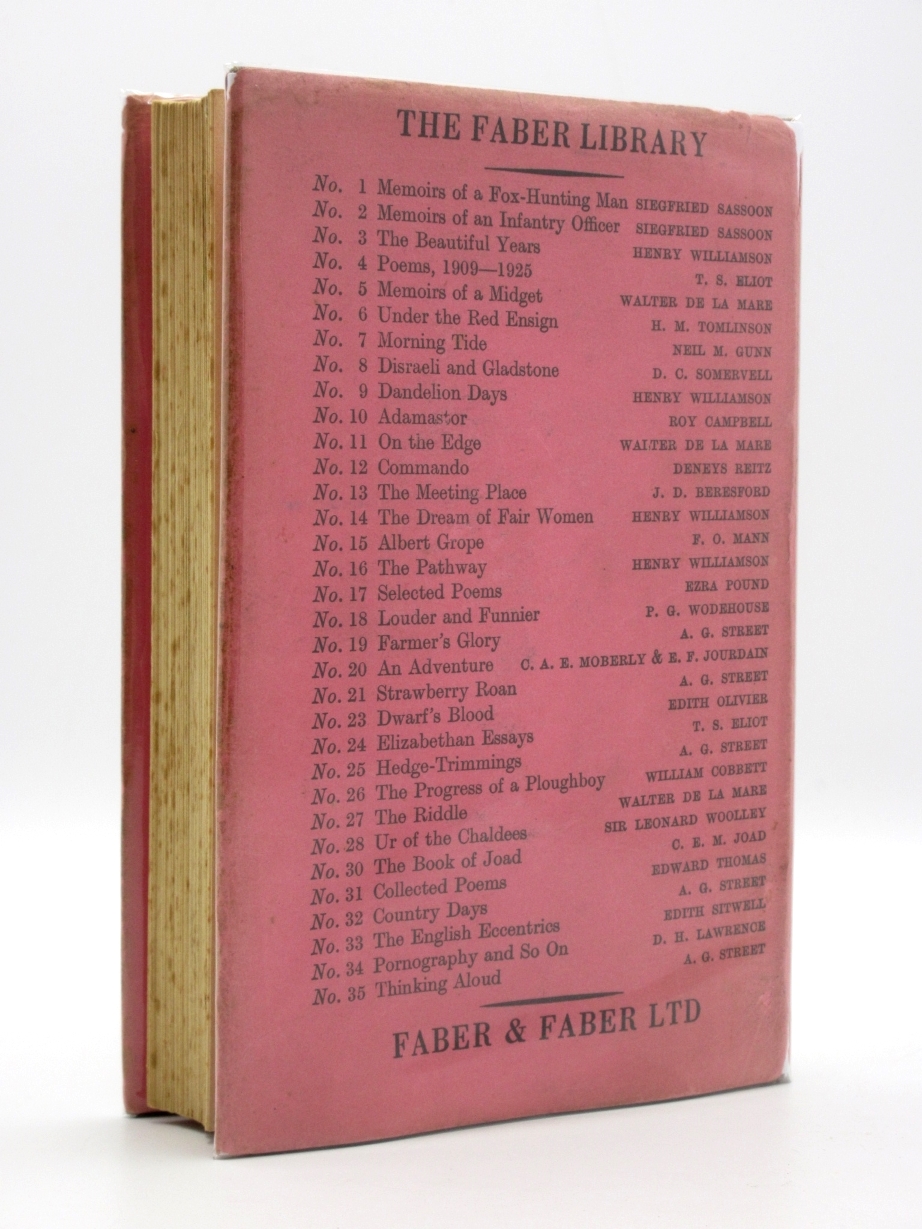 THE FABER LIBRARY
No. 1 Memoirs of a Fox-Hunting Man SIEGFRIED SASSOON
No. 2 Memoirs of an Infantry Officer SIEGFRIED SASSOON
No. 3 The Beautiful Years HENRY WILLIAMSON
No. 4 Poems, 1909—1925 T. S. ELIOT
No. 5 Memoirs of a Midget WALTER DE LA MARE
No. 6 Under the Red Ensign H. M. TOMLINSON
No. 7 Morning Tide NEIL M. GUNN
No. 8 Disraeli and Gladstone D. C. SOMERVELL
No. 9 Dandelion Days HENRY WILLIAMSON
No. 10 Adamastor ROY CAMPBELL
No. 11 On the Edge WALTER DE LA MARE
No. 12 Commando DENEYS REITZ
No. 13 The Meeting Place J. D. BERESFORD
No. 14 The Dream of Fair Women HENRY WILLIAMSON
No. 15 Albert Grope F. O. MANN
No. 16 The Pathway HENRY WILLIAMSON
No. 17 Selected Poems EZRA POUND
No. 18 Louder and Funnier P. G. WODEHOUSE
No. 19 Farmer's Glory A. G. STREET
No. 20 An Adventure C. A. E. MOBERLY & E. F. JOURDAIN
No. 21 Strawberry Roan A. G. STREET
No. 23 Dwarf's Blood EDITH OLIVIER
No. 24 Elizabethan Essays T. S. ELIOT
No. 25 Hedge-Trimmings A. G. STREET
No. 26 The Progress of a Ploughboy WILLIAM COBBETT
No. 27 The Riddle WALTER DE LA MARE
No. 28 Ur of the Chaldees SIR LEONARD WOOLLEY
No. 30 The Book of Joad C. E. M. JOAD
No. 31 Collected Poems EDWARD THOMAS
No. 32 Country Days A. G. STREET
No. 33 The English Eccentrics EDITH SITWELL
No. 34 Pornography and So On D. H. LAWRENCE
No. 35 Thinking Aloud A. G. STREET
FABER & FABER LTD